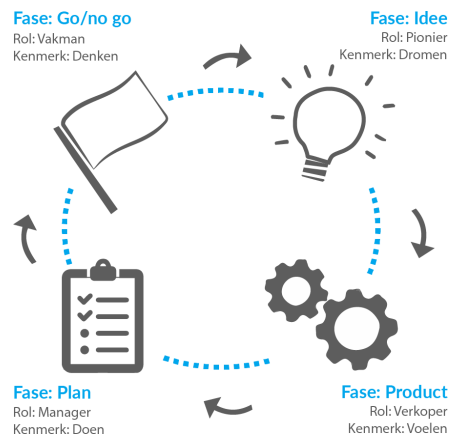 Fase: Go/no go
Rol: Vakman
Kenmerk: Denken
Fase: Idee
Rol: Pionier
Kenmerk: Dromen
Fase: Plan
Rol: Manager
Kenmerk: Doen
Fase: Product
Rol: Verkoper
Kenmerk: Voelen